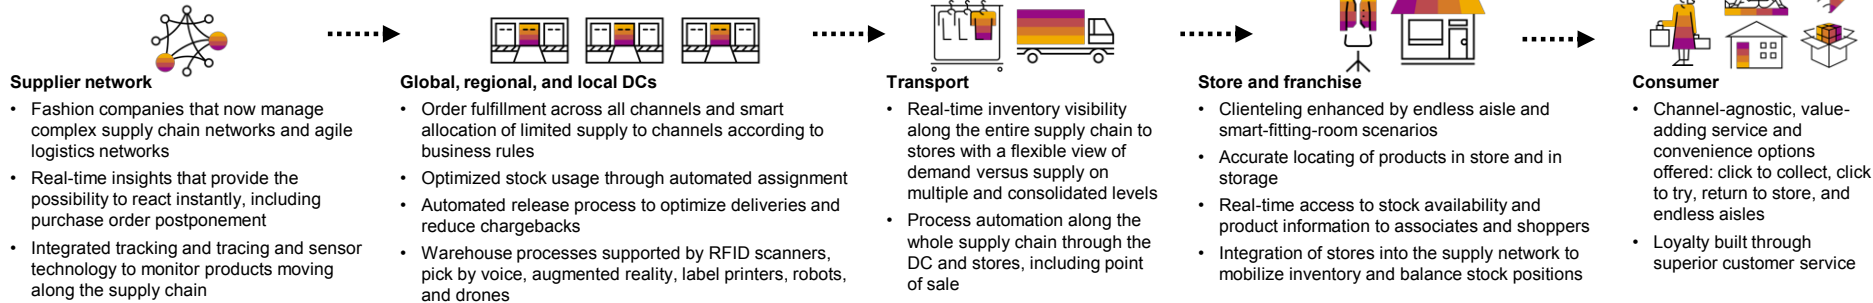 Supplier network
• Fashion companies that now manage
complex supply chain networks and agile
logistics networks
• Real-time insights that provide the
possibility to react instantly, including
purchase order postponement
• Integrated tracking and tracing and sensor
technology to monitor products moving
along the supply chain
Global, regional, and local DCs
• Order fulfillment across all channels and smart
allocation of limited supply to channels according to
business rules
• Optimized stock usage through automated assignment
• Automated release process to optimize deliveries and
reduce chargebacks
• Warehouse processes supported by RFID scanners,
pick by voice, augmented reality, label printers, robots,
and drones
Transport
• Real-time inventory visibility
along the entire supply chain to
stores with a flexible view of
demand versus supply on
multiple and consolidated levels
• Process automation along the
whole supply chain through the
DC and stores, including point
of sale
Store and franchise
• Clienteling enhanced by endless aisle and
smart-fitting-room scenarios
• Accurate locating of products in store and in
storage
• Real-time access to stock availability and
product information to associates and shoppers
• Integration of stores into the supply network to
mobilize inventory and balance stock positions
Consumer
• Channel-agnostic, value-
adding service and
convenience options
offered: click to collect, click
to try, return to store, and
endless aisles
• Loyalty built through
superior customer service